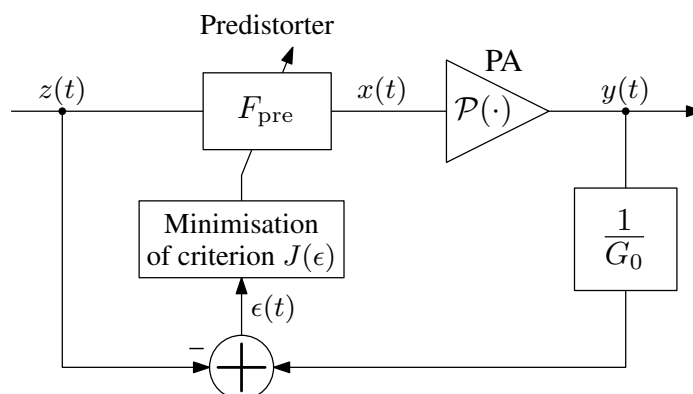 Predistorter
PA
z(t)
F_pre
x(t)
𝒫(·)
y(t)
Minimisation
of criterion J(ϵ)
1
G_0
ϵ(t)
−
+